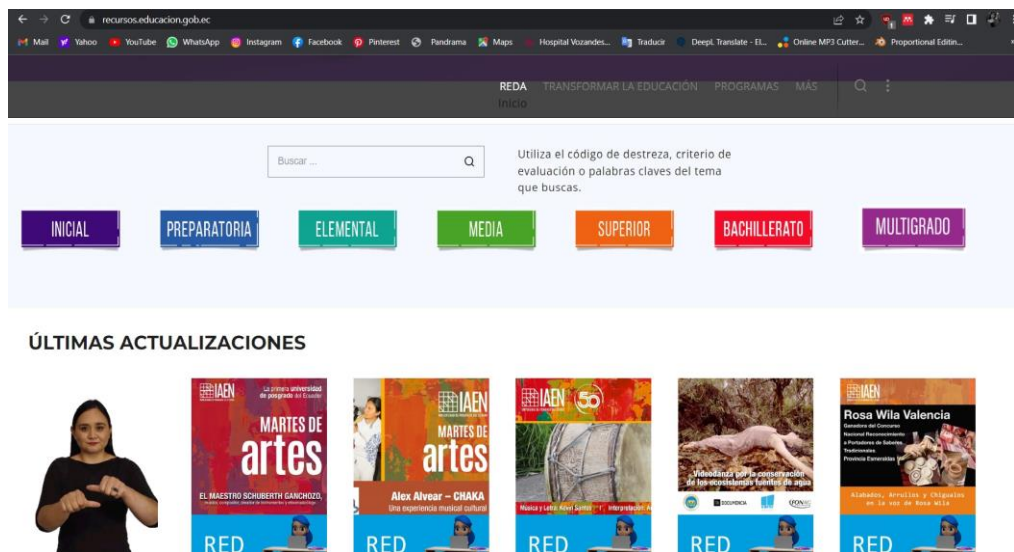 recursos.educacion.gob.ec
Mail Yahoo YouTube WhatsApp Instagram Facebook Pinterest Pandrama Maps Hospital Vozandes... Traducir DeepL Translate - El... Online MP3 Cutter... Proportional Editin...
REDA TRANSFORMAR LA EDUCACIÓN PROGRAMAS MÁS
Inicio
Buscar ...
Utiliza el código de destreza, criterio de
evaluación o palabras claves del tema
que buscas.
INICIAL PREPARATORIA ELEMENTAL MEDIA SUPERIOR BACHILLERATO MULTIGRADO
ÚLTIMAS ACTUALIZACIONES
IAEN
La primera universidad
de posgrado del Ecuador
MARTES DE
artes
EL MAESTRO SCHUBERTH GANCHOZO,
RED
IAEN
MARTES DE
artes
Alex Alvear – CHAKA
Una experiencia musical cultural
RED
IAEN 50
Música y Letra: Kevin Santos
RED
Videodanza por la conservación
de los ecosistemas fuentes de agua
RED
IAEN
Rosa Wila Valencia
Ganadora del Concurso
Nacional Reconocimiento
a Portadores de Saberes
Tradicionales
Provincia Esmeraldas
Alabados, Arrullos y Chigualos
en la voz de Rosa Wila
RED